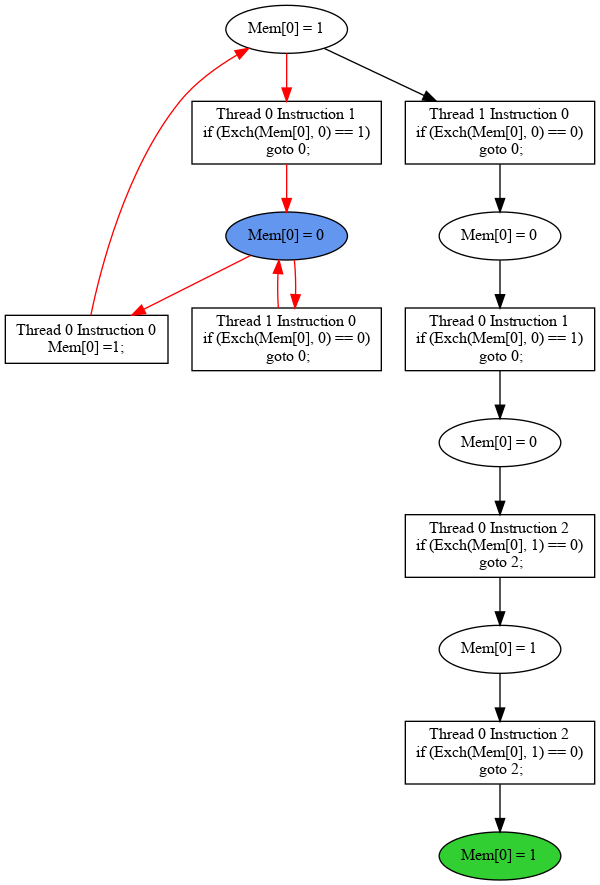 Mem[0] = 1
Thread 0 Instruction 1
if (Exch(Mem[0], 0) == 1)
goto 0;
Thread 1 Instruction 0
if (Exch(Mem[0], 0) == 0)
goto 0;
Mem[0] = 0
Mem[0] = 0
Thread 0 Instruction 0
Mem[0] =1;
Thread 1 Instruction 0
if (Exch(Mem[0], 0) == 0)
goto 0;
Thread 0 Instruction 1
if (Exch(Mem[0], 0) == 1)
goto 0;
Mem[0] = 0
Thread 0 Instruction 2
if (Exch(Mem[0], 1) == 0)
goto 2;
Mem[0] = 1
Thread 0 Instruction 2
if (Exch(Mem[0], 1) == 0)
goto 2;
Mem[0] = 1